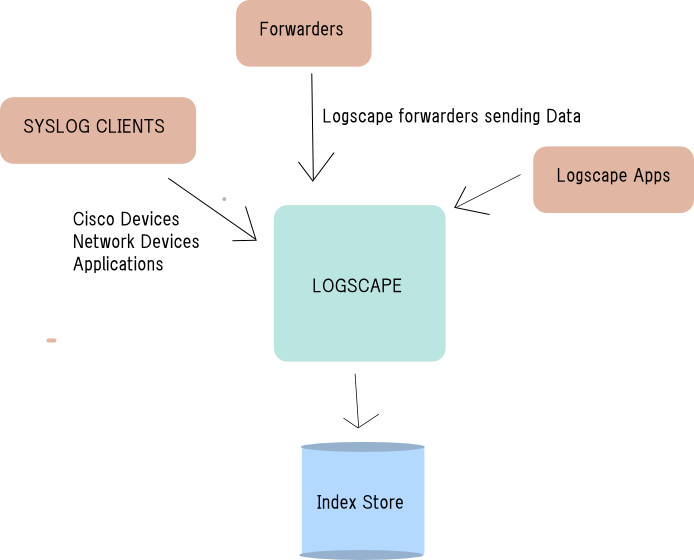 Forwarders
SYSLOG CLIENTS
Logscape forwarders sending Data
Logscape Apps
Cisco Devices
Network Devices
Applications
LOGSCAPE
Index Store